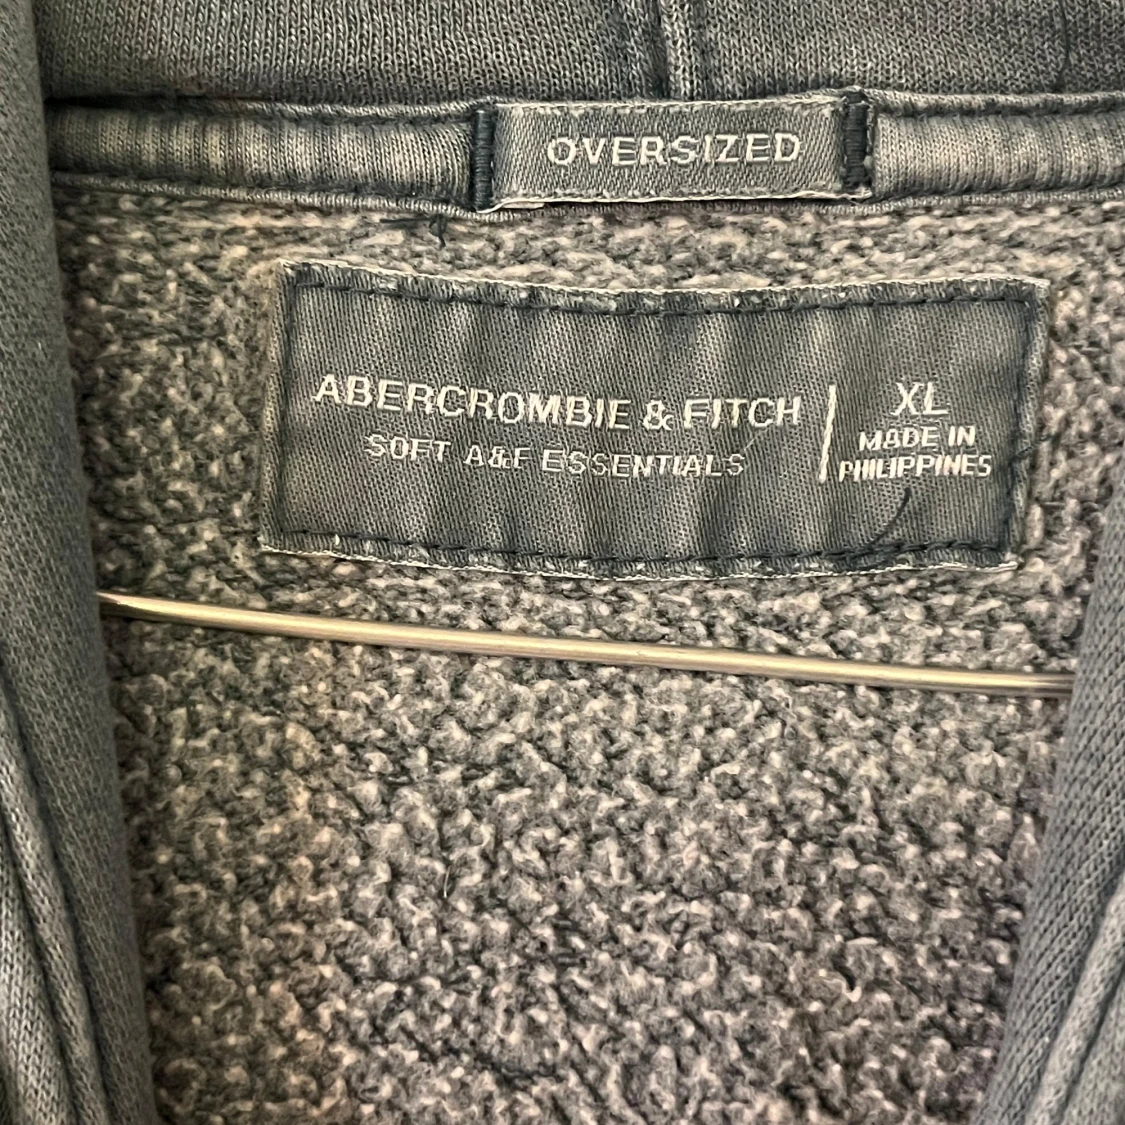 OVERSIZED
ABERCROMBIE & FITCH
SOFT A&F ESSENTIALS
XL
MADE IN
PHILIPPINES